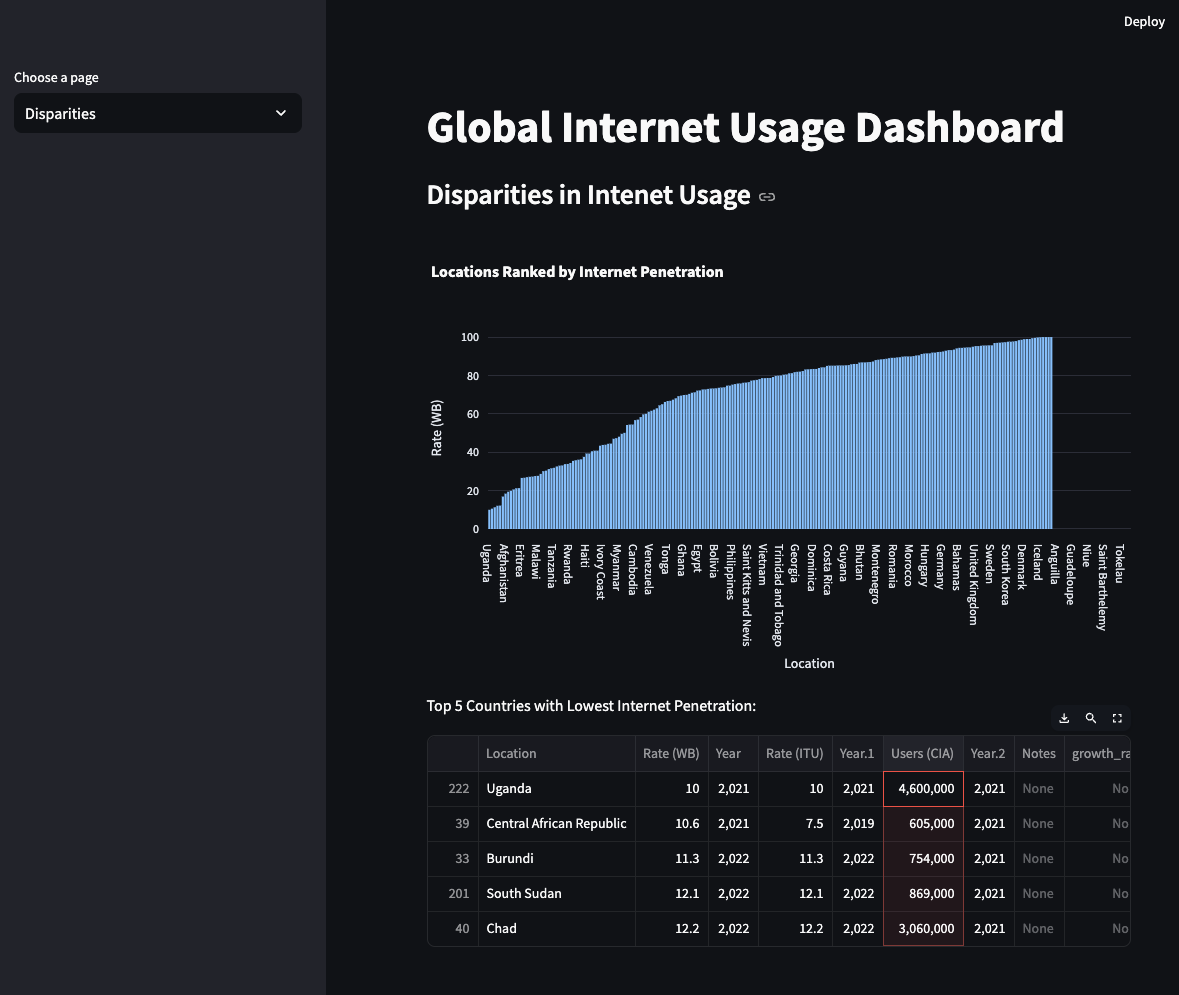 Deploy
Choose a page
Disparities
Global Internet Usage Dashboard
Disparities in Intenet Usage
Locations Ranked by Internet Penetration
100
80
60
40
20
0
Rate (WB)
Uganda
Afghanistan
Eritrea
Malawi
Tanzania
Rwanda
Haiti
Ivory Coast
Myanmar
Cambodia
Venezuela
Tonga
Ghana
Egypt
Bolivia
Philippines
Saint Kitts and Nevis
Vietnam
Trinidad and Tobago
Georgia
Dominica
Costa Rica
Guyana
Bhutan
Montenegro
Romania
Morocco
Hungary
Germany
Bahamas
United Kingdom
Sweden
South Korea
Denmark
Iceland
Anguilla
Guadeloupe
Niue
Saint Barthelemy
Tokelau
Location
Top 5 Countries with Lowest Internet Penetration:
Location Rate (WB) Year Rate (ITU) Year.1 Users (CIA) Year.2 Notes growth_ra
222 Uganda 10 2,021 10 2,021 4,600,000 2,021 None No
39 Central African Republic 10.6 2,021 7.5 2,019 605,000 2,021 None No
33 Burundi 11.3 2,022 11.3 2,022 754,000 2,021 None No
201 South Sudan 12.1 2,022 12.1 2,022 869,000 2,021 None No
40 Chad 12.2 2,022 12.2 2,022 3,060,000 2,021 None No